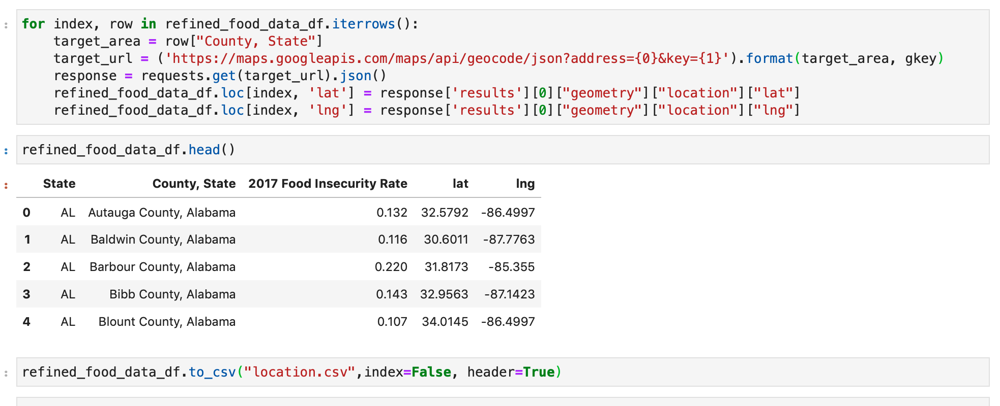 for index, row in refined_food_data_df.iterrows():
    target_area = row["County, State"]
    target_url = ('https://maps.googleapis.com/maps/api/geocode/json?address={0}&key={1}').format(target_area, gkey)
    response = requests.get(target_url).json()
    refined_food_data_df.loc[index, 'lat'] = response['results'][0]["geometry"]["location"]["lat"]
    refined_food_data_df.loc[index, 'lng'] = response['results'][0]["geometry"]["location"]["lng"]
refined_food_data_df.head()
State County, State 2017 Food Insecurity Rate lat lng
0 AL Autauga County, Alabama 0.132 32.5792 -86.4997
1 AL Baldwin County, Alabama 0.116 30.6011 -87.7763
2 AL Barbour County, Alabama 0.220 31.8173 -85.355
3 AL Bibb County, Alabama 0.143 32.9563 -87.1423
4 AL Blount County, Alabama 0.107 34.0145 -86.4997
refined_food_data_df.to_csv("location.csv",index=False, header=True)